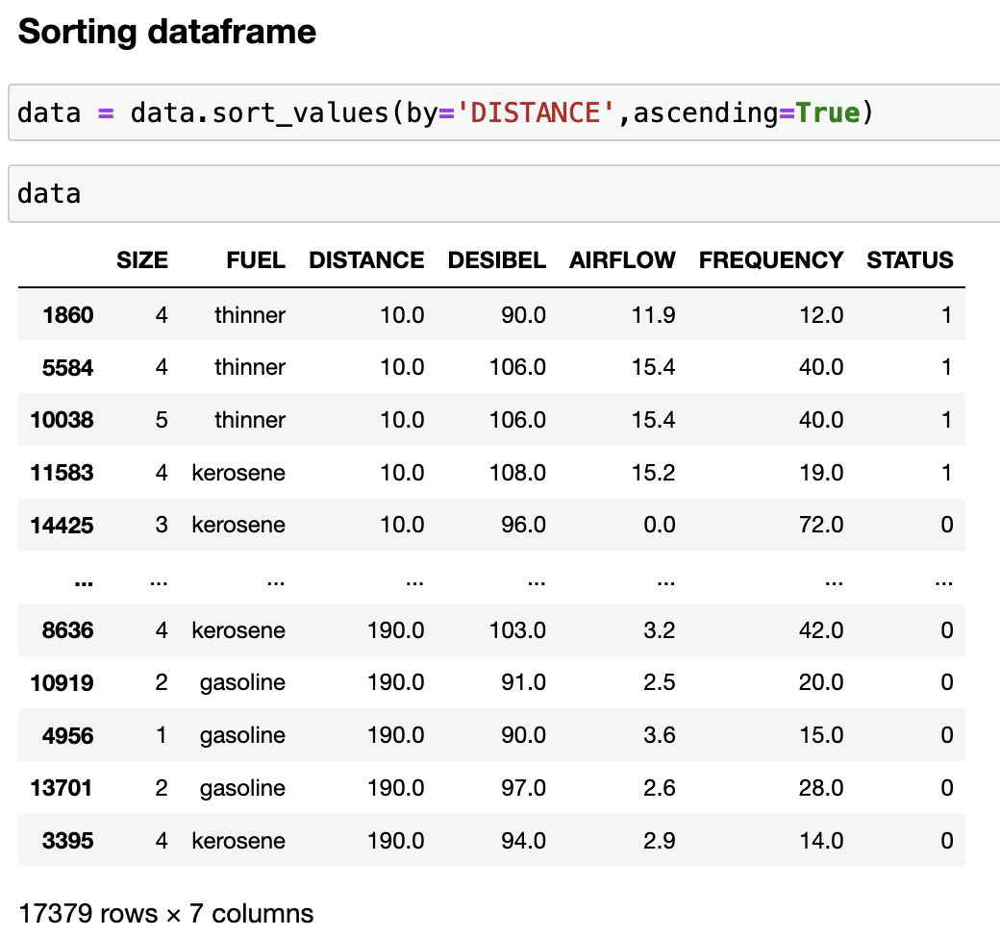 Sorting dataframe
data = data.sort_values(by='DISTANCE',ascending=True)
data
SIZE FUEL DISTANCE DESIBEL AIRFLOW FREQUENCY STATUS
1860 4 thinner 10.0 90.0 11.9 12.0 1
5584 4 thinner 10.0 106.0 15.4 40.0 1
10038 5 thinner 10.0 106.0 15.4 40.0 1
11583 4 kerosene 10.0 108.0 15.2 19.0 1
14425 3 kerosene 10.0 96.0 0.0 72.0 0
... ... ... ... ... ... ... ...
8636 4 kerosene 190.0 103.0 3.2 42.0 0
10919 2 gasoline 190.0 91.0 2.5 20.0 0
4956 1 gasoline 190.0 90.0 3.6 15.0 0
13701 2 gasoline 190.0 97.0 2.6 28.0 0
3395 4 kerosene 190.0 94.0 2.9 14.0 0
17379 rows × 7 columns